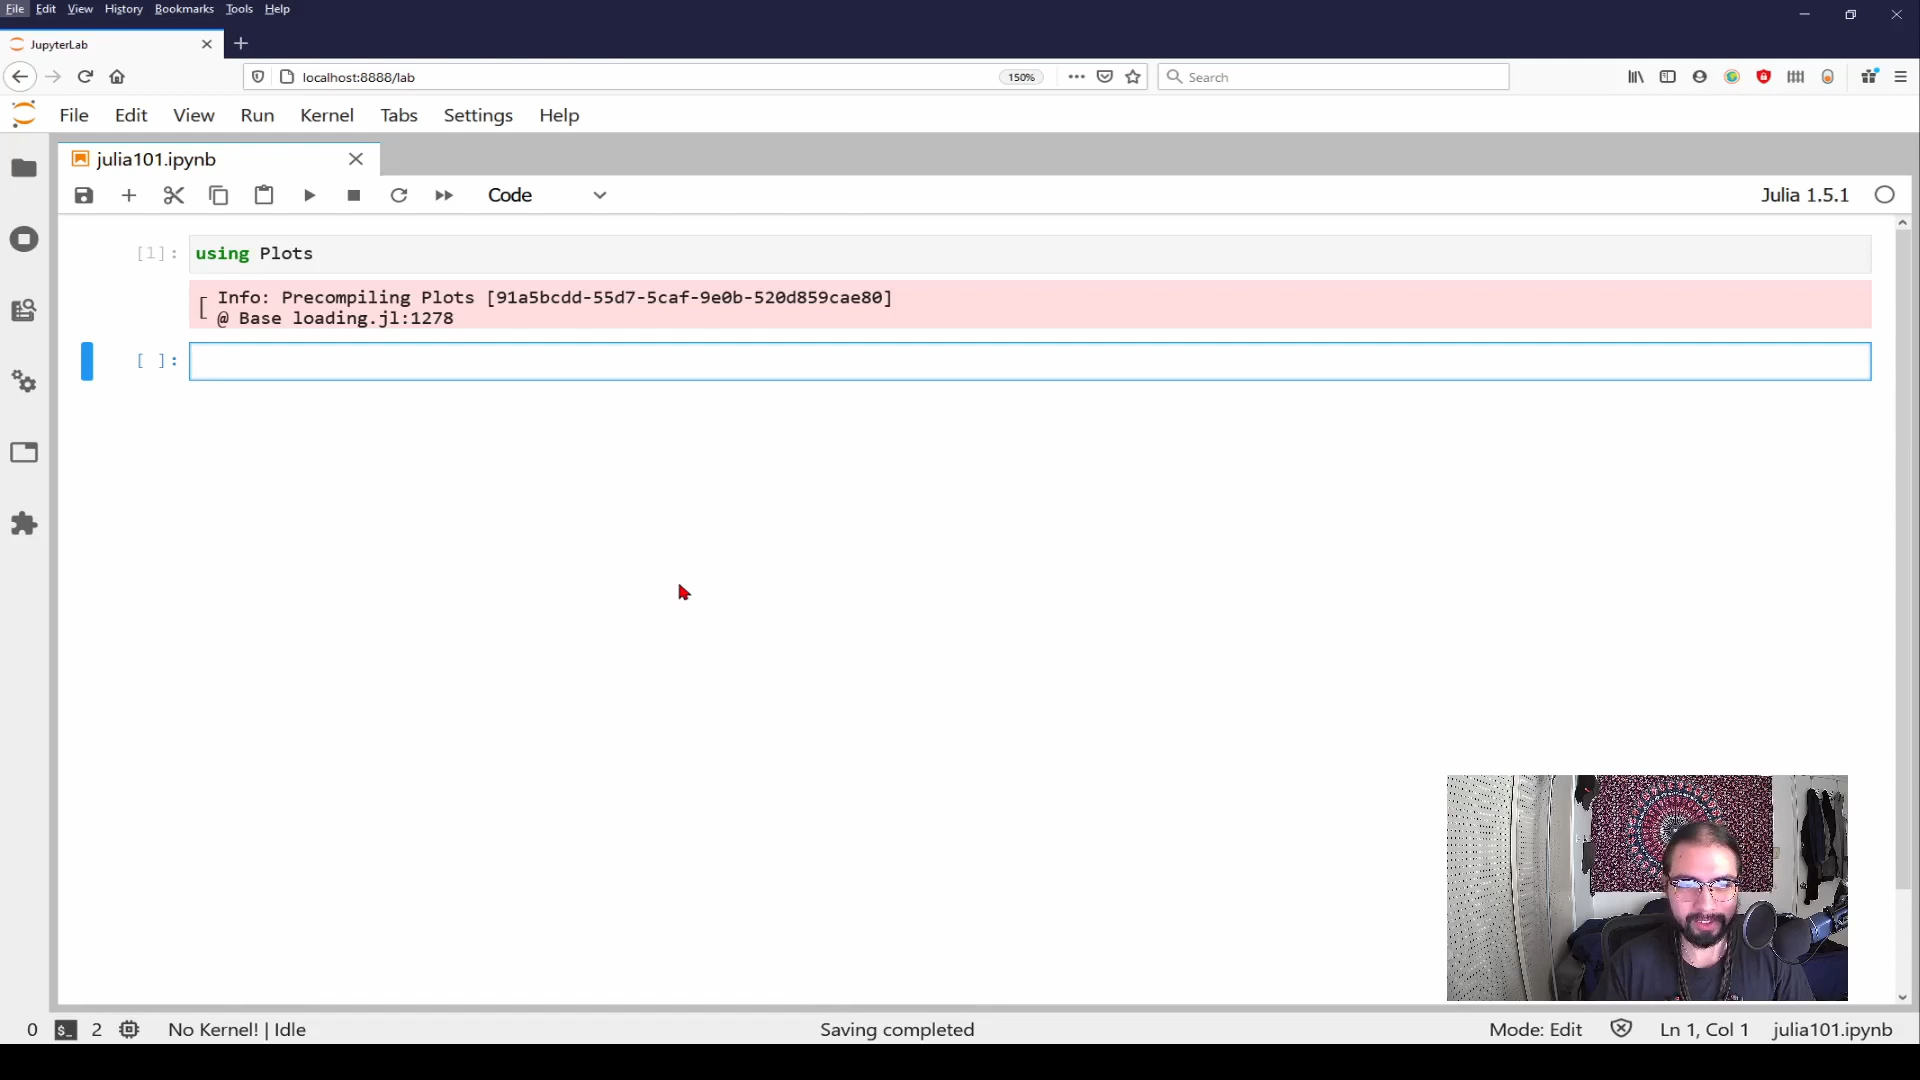 File Edit View History Bookmarks Tools Help
JupyterLab
localhost:8888/lab 150% Search
File Edit View Run Kernel Tabs Settings Help
julia101.ipynb
Code Julia 1.5.1
[1]: using Plots
[ Info: Precompiling Plots [91a5bcdd-55d7-5caf-9e0b-520d859cae80]
@ Base loading.jl:1278
[ ]:
0 $_ 2 No Kernel! | Idle Saving completed Mode: Edit Ln 1, Col 1 julia101.ipynb